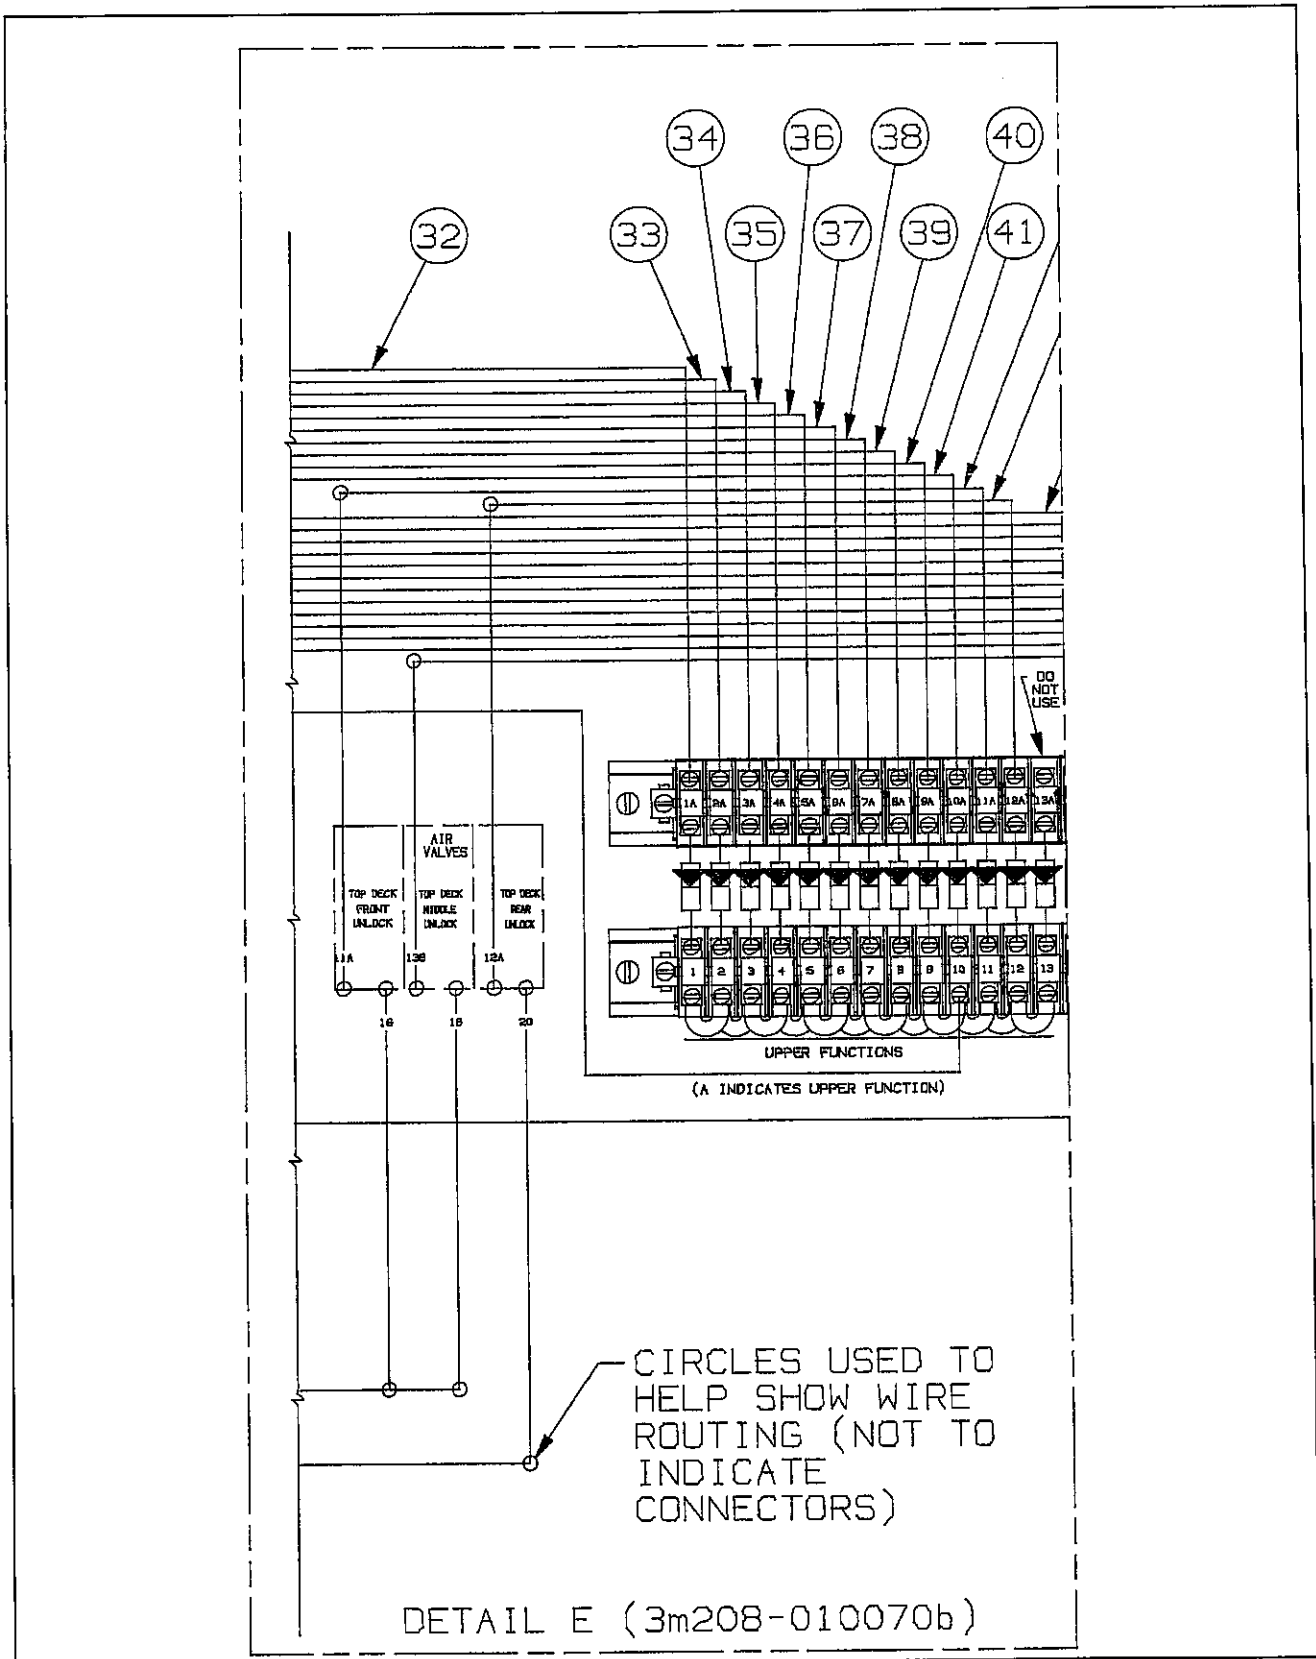 34
36
38
40
32
33
35
37
39
41
DO
NOT
USE
1A 2A 3A 4A 5A 6A 7A 8A 9A 10A 11A 12A 13A
AIR
VALVES
TOP DECK
FRONT
UNLOCK
TOP DECK
MIDDLE
UNLOCK
TOP DECK
REAR
UNLOCK
11A 13B 12A
1 2 3 4 5 6 7 8 9 10 11 12 13
20
UPPER FUNCTIONS
(A INDICATES UPPER FUNCTION)
CIRCLES USED TO
HELP SHOW WIRE
ROUTING (NOT TO
INDICATE
CONNECTORS)
DETAIL E (3m208-010070b)